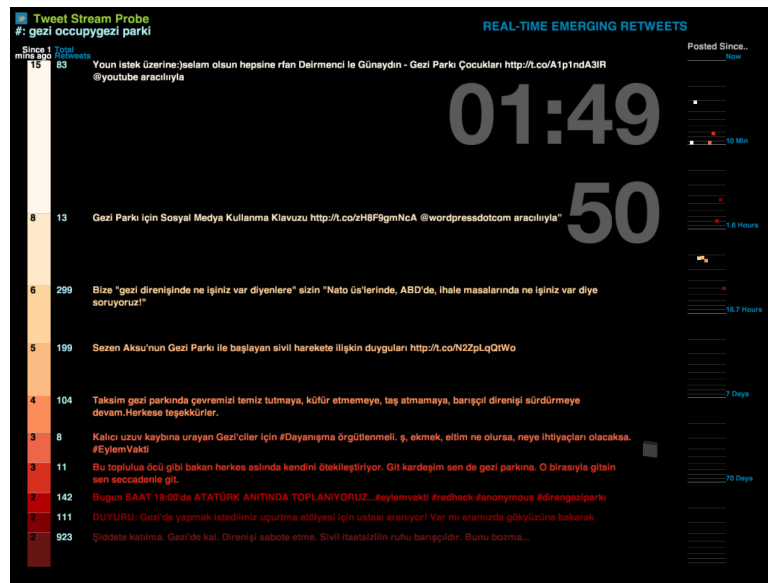 Tweet Stream Probe
#: gezi occupygezi parki
REAL-TIME EMERGING RETWEETS
Since 1 Total
mins ago Retweets
Posted Since..
Now
15 83 Youn istek üzerine:)selam olsun hepsine rfan Deirmenci le Günaydın - Gezi Parkı Çocukları http://t.co/A1p1ndA3IR
@youtube aracılııyla
01:49
10 Min
50
8 13 Gezi Parkı için Sosyal Medya Kullanma Klavuzu http://t.co/zH8F9gmNcA @wordpressdotcom aracılııyla"
1.6 Hours
6 299 Bize "gezi direnişinde ne işiniz var diyenlere" sizin "Nato üs'lerinde, ABD'de, ihale masalarında ne işiniz var diye
soruyoruz!"
16.7 Hours
5 199 Sezen Aksu'nun Gezi Parkı ile başlayan sivil harekete ilişkin duyguları http://t.co/N2ZpLqQtWo
7 Days
4 104 Taksim gezi parkında çevremizi temiz tutmaya, küfür etmemeye, taş atmamaya, barışçıl direnişi sürdürmeye
devam.Herkese teşekkürler.
3 8 Kalıcı uzuv kaybına urayan Gezi'ciler için #Dayanışma örgütlenmeli. ş, ekmek, eitim ne olursa, neye ihtiyaçları olacaksa.
#EylemVakti
3 11 Bu toplulua öcü gibi bakan herkes aslında kendini ötekileştiriyor. Git kardeşim sen de gezi parkına. O birasıyla gitsin
sen seccadenle git.
70 Days
2 142 Bugun SAAT 19:00'da ATATÜRK ANITINDA TOPLANIYORUZ...#eylemvakti #redhack #anonymous #direngeziparkı
2 111 DUYURU: Gezi'de yapmak istediimiz uçurtma atölyesi için ustası aranıyor! Var mı aramızda gökyüzüne bakarak
2 923 Şiddete katılma. Gezi'de kal. Direnişi sabote etme. Sivil itaatsizliin ruhu barışçıldır. Bunu bozma...